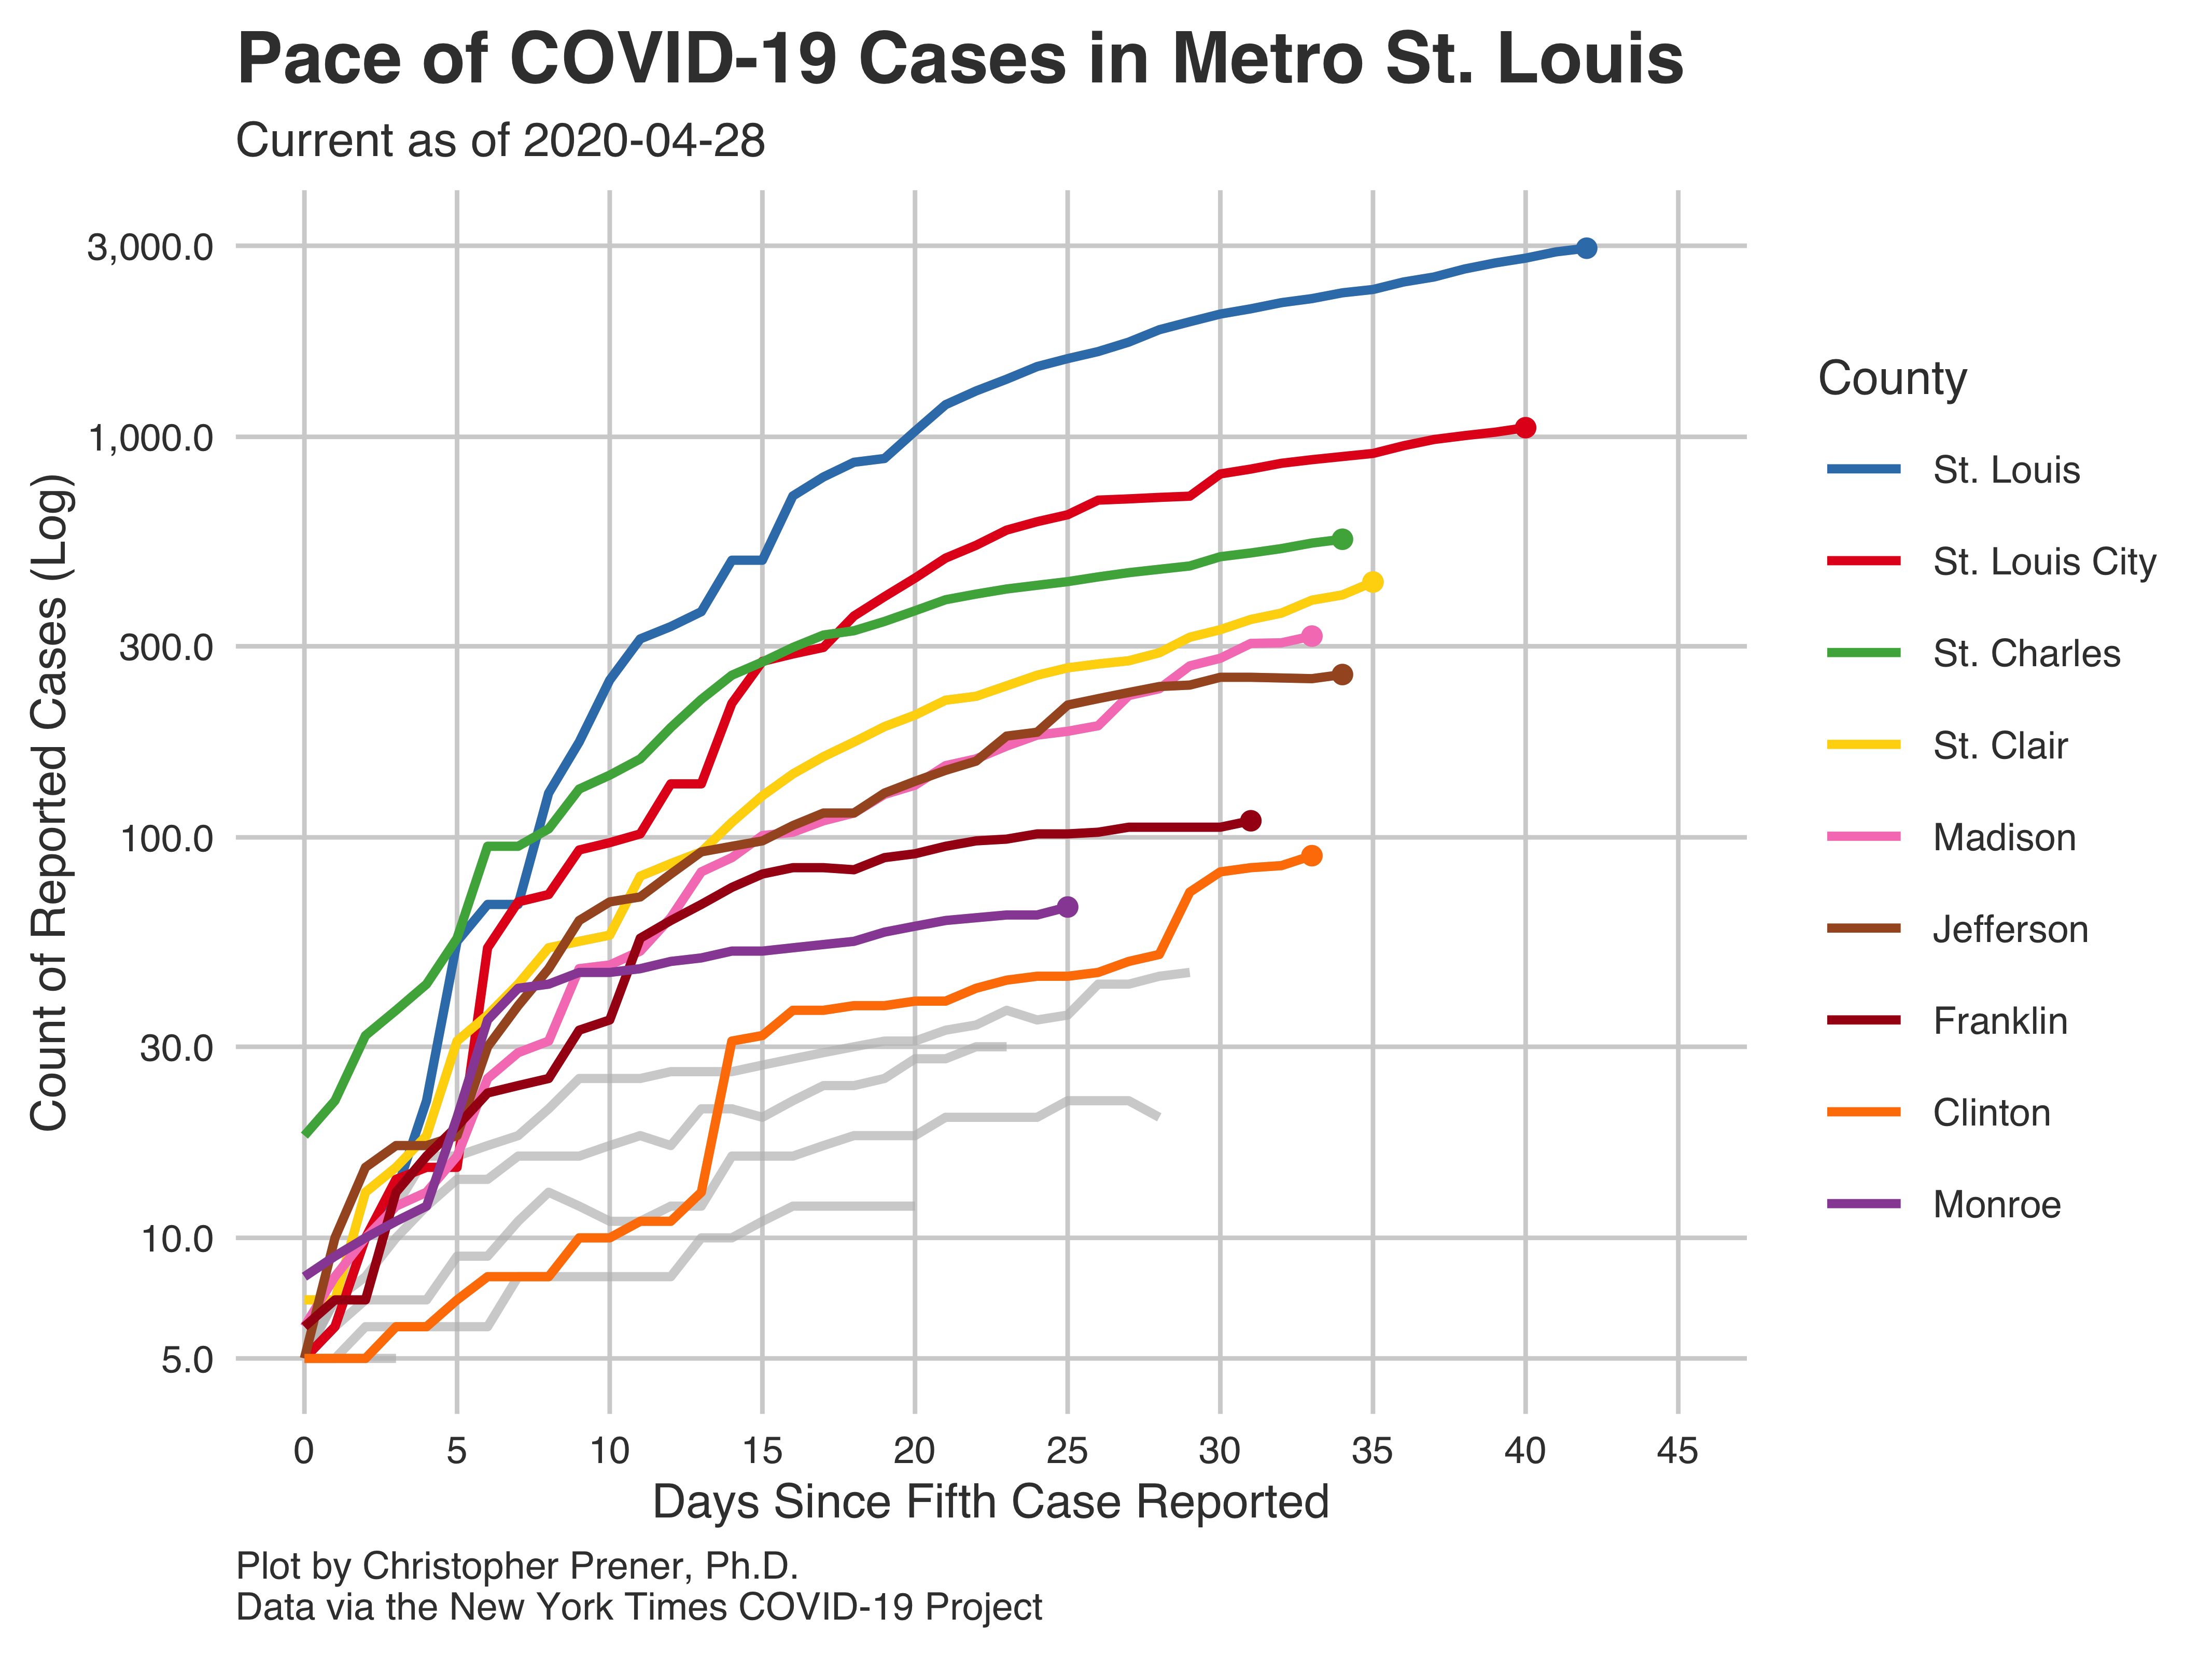 Pace of COVID-19 Cases in Metro St. Louis
Current as of 2020-04-28
Count of Reported Cases (Log)
3,000.0
1,000.0
300.0
100.0
30.0
10.0
5.0
0 5 10 15 20 25 30 35 40 45
Days Since Fifth Case Reported
County
St. Louis
St. Louis City
St. Charles
St. Clair
Madison
Jefferson
Franklin
Clinton
Monroe
Plot by Christopher Prener, Ph.D.
Data via the New York Times COVID-19 Project